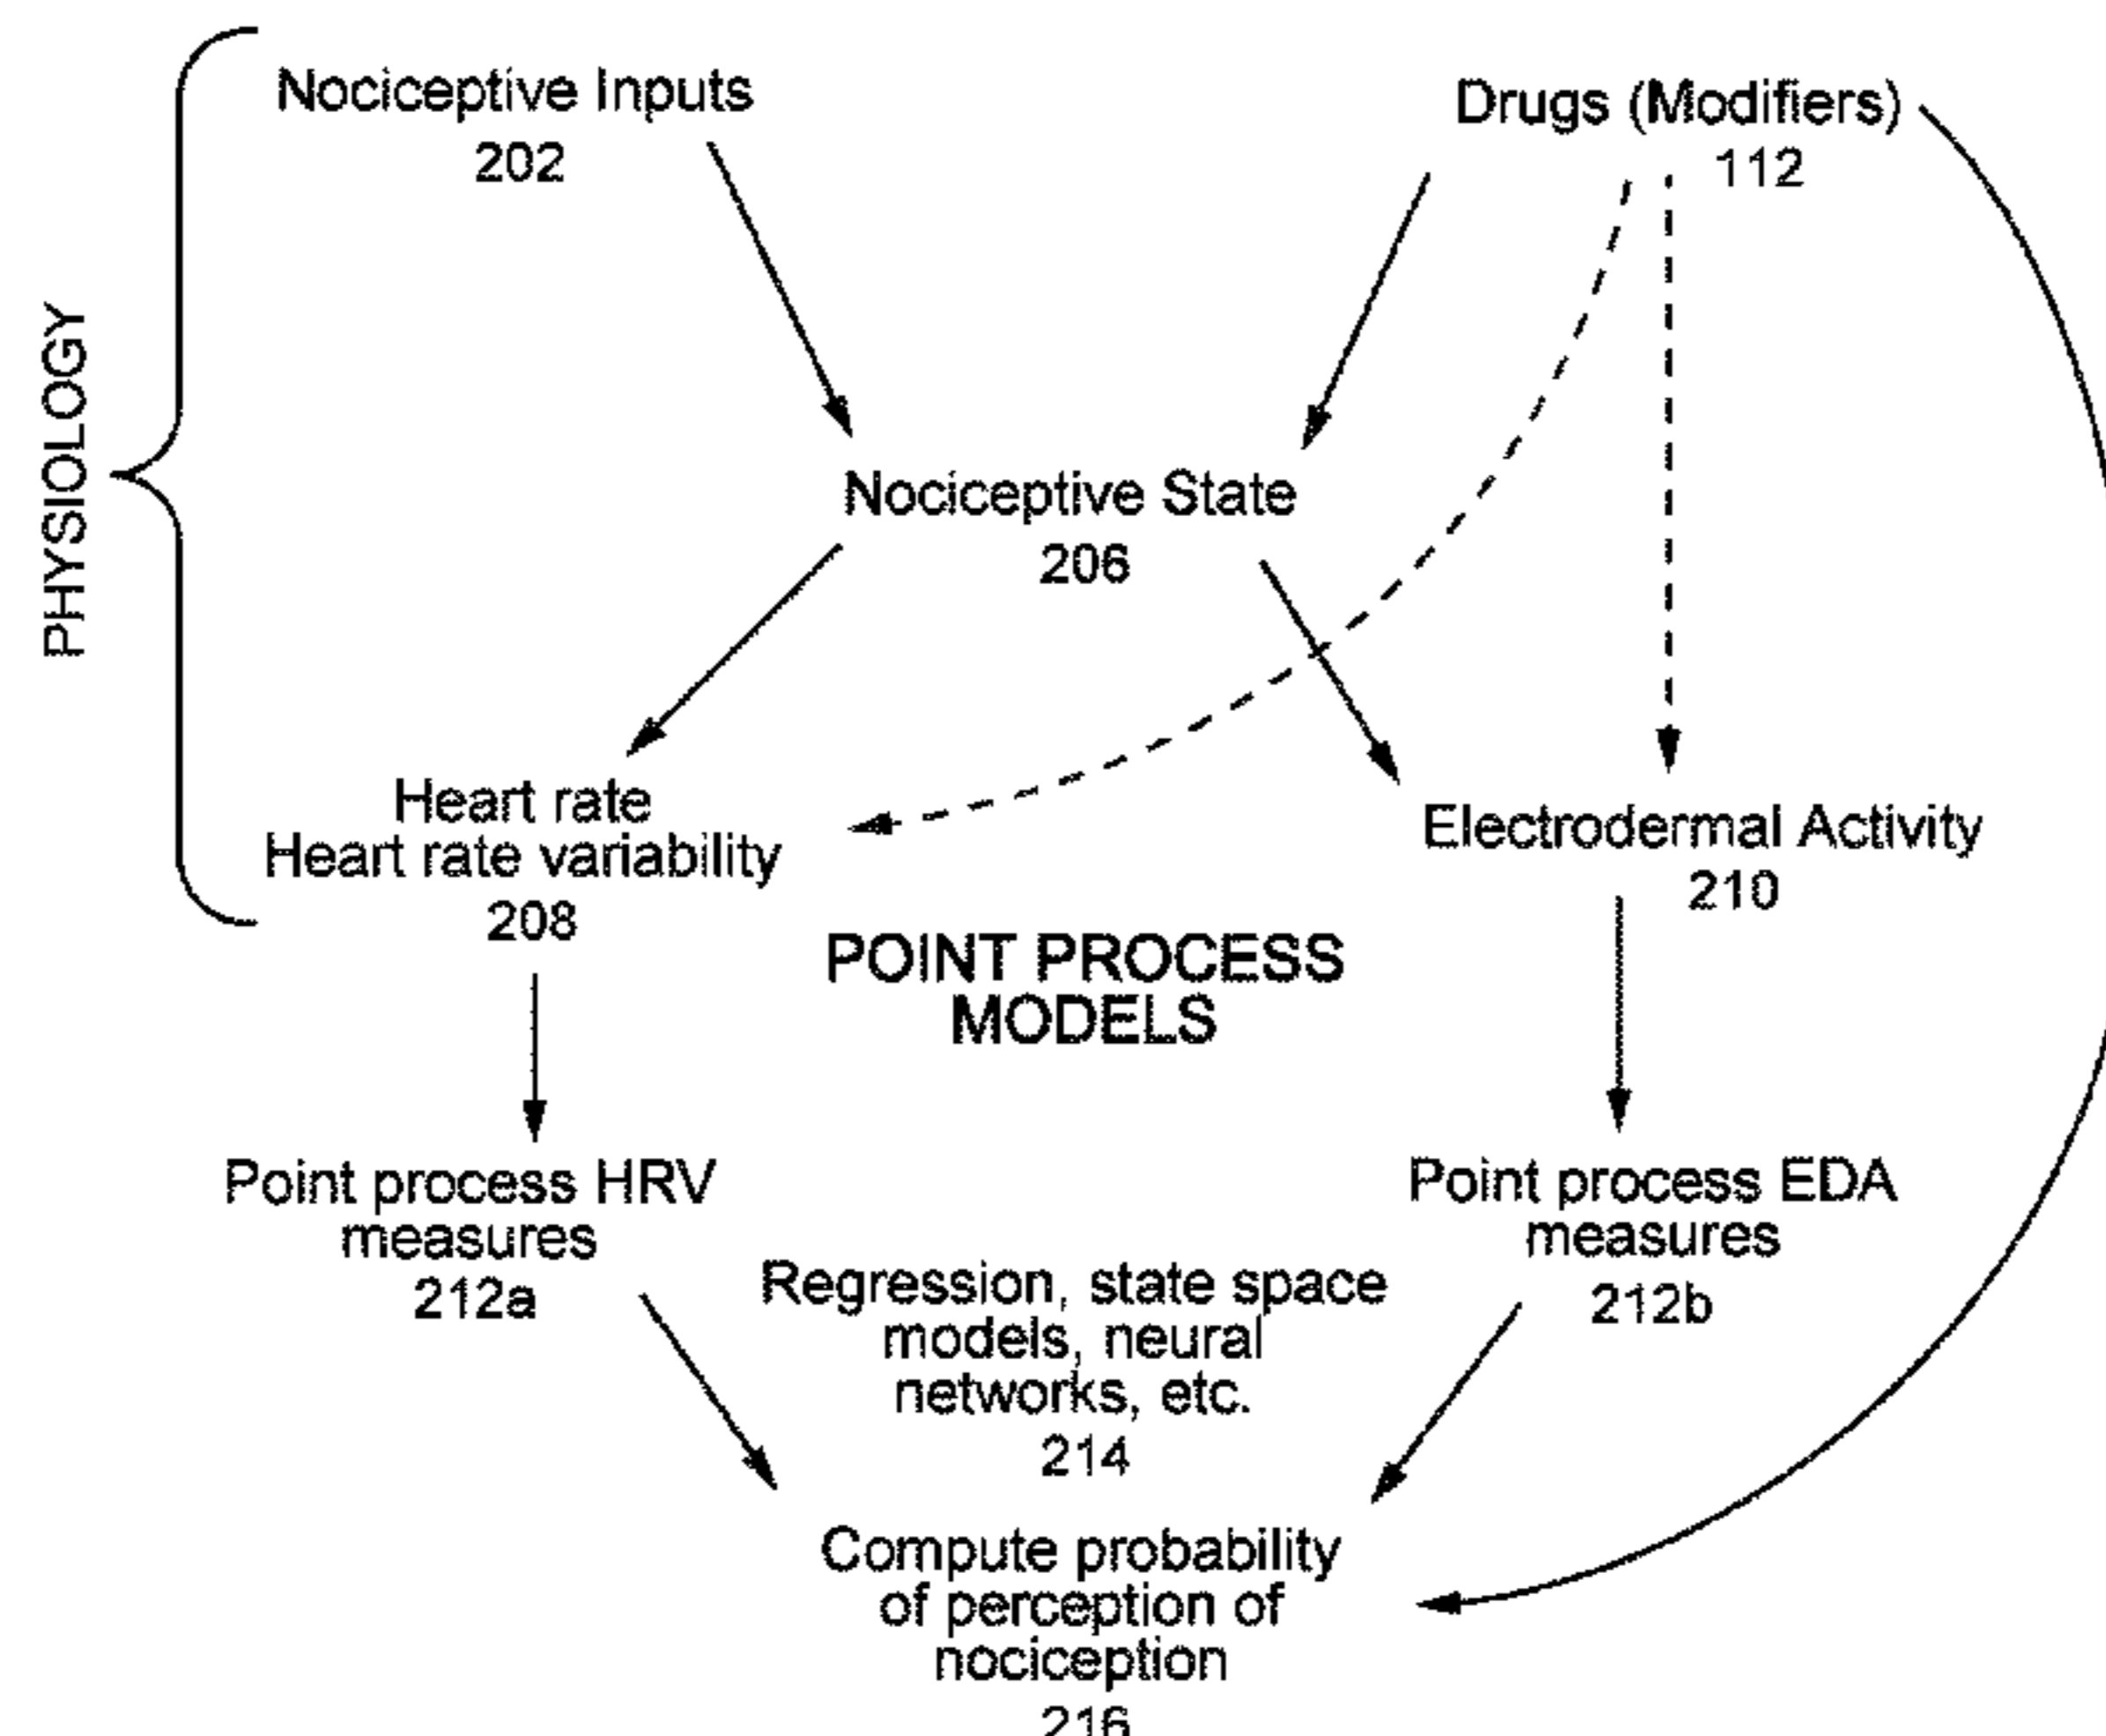 PHYSIOLOGY
Nociceptive Inputs
202
Drugs (Modifiers)
112
Nociceptive State
206
Heart rate
Heart rate variability
208
Electrodermal Activity
210
POINT PROCESS
MODELS
Point process HRV
measures
212a
Point process EDA
measures
212b
Regression, state space
models, neural
networks, etc.
214
Compute probability
of perception of
nociception
216